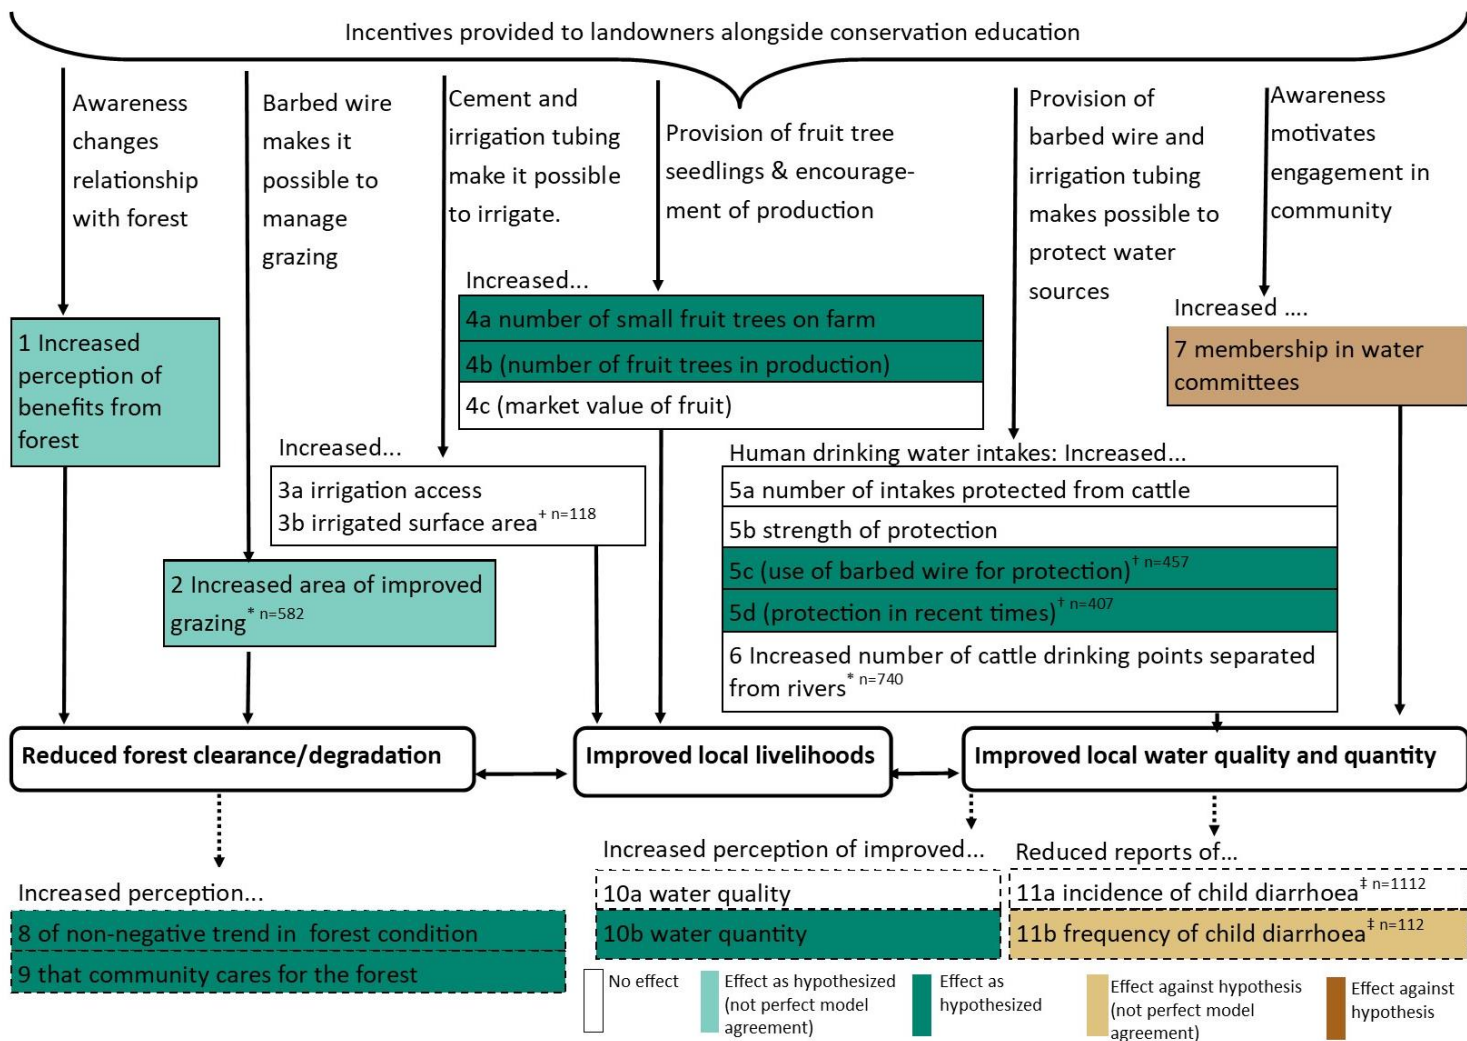 Incentives provided to landowners alongside conservation education
Awareness
changes
relationship
with forest
Barbed wire
makes it
possible to
manage
grazing
Cement and
irrigation tubing
make it possible
to irrigate.
Provision of fruit tree
seedlings & encourage-
ment of production
Provision of
barbed wire and
irrigation tubing
makes possible to
protect water
sources
Awareness
motivates
engagement in
community
1 Increased
perception of
benefits from
forest
2 Increased area of improved
grazing* n=582
Increased...
3a irrigation access
3b irrigated surface area+ n=118
Increased...
4a number of small fruit trees on farm
4b (number of fruit trees in production)
4c (market value of fruit)
Human drinking water intakes: Increased...
5a number of intakes protected from cattle
5b strength of protection
5c (use of barbed wire for protection)† n=457
5d (protection in recent times)† n=407
6 Increased number of cattle drinking points separated
from rivers* n=740
Increased ....
7 membership in water
committees
Reduced forest clearance/degradation
Improved local livelihoods
Improved local water quality and quantity
Increased perception...
8 of non-negative trend in forest condition
9 that community cares for the forest
Increased perception of improved...
10a water quality
10b water quantity
Reduced reports of...
11a incidence of child diarrhoea‡ n=1112
11b frequency of child diarrhoea‡ n=112
No effect
Effect as hypothesized
(not perfect model
agreement)
Effect as
hypothesized
Effect against hypothesis
(not perfect model
agreement)
Effect against
hypothesis